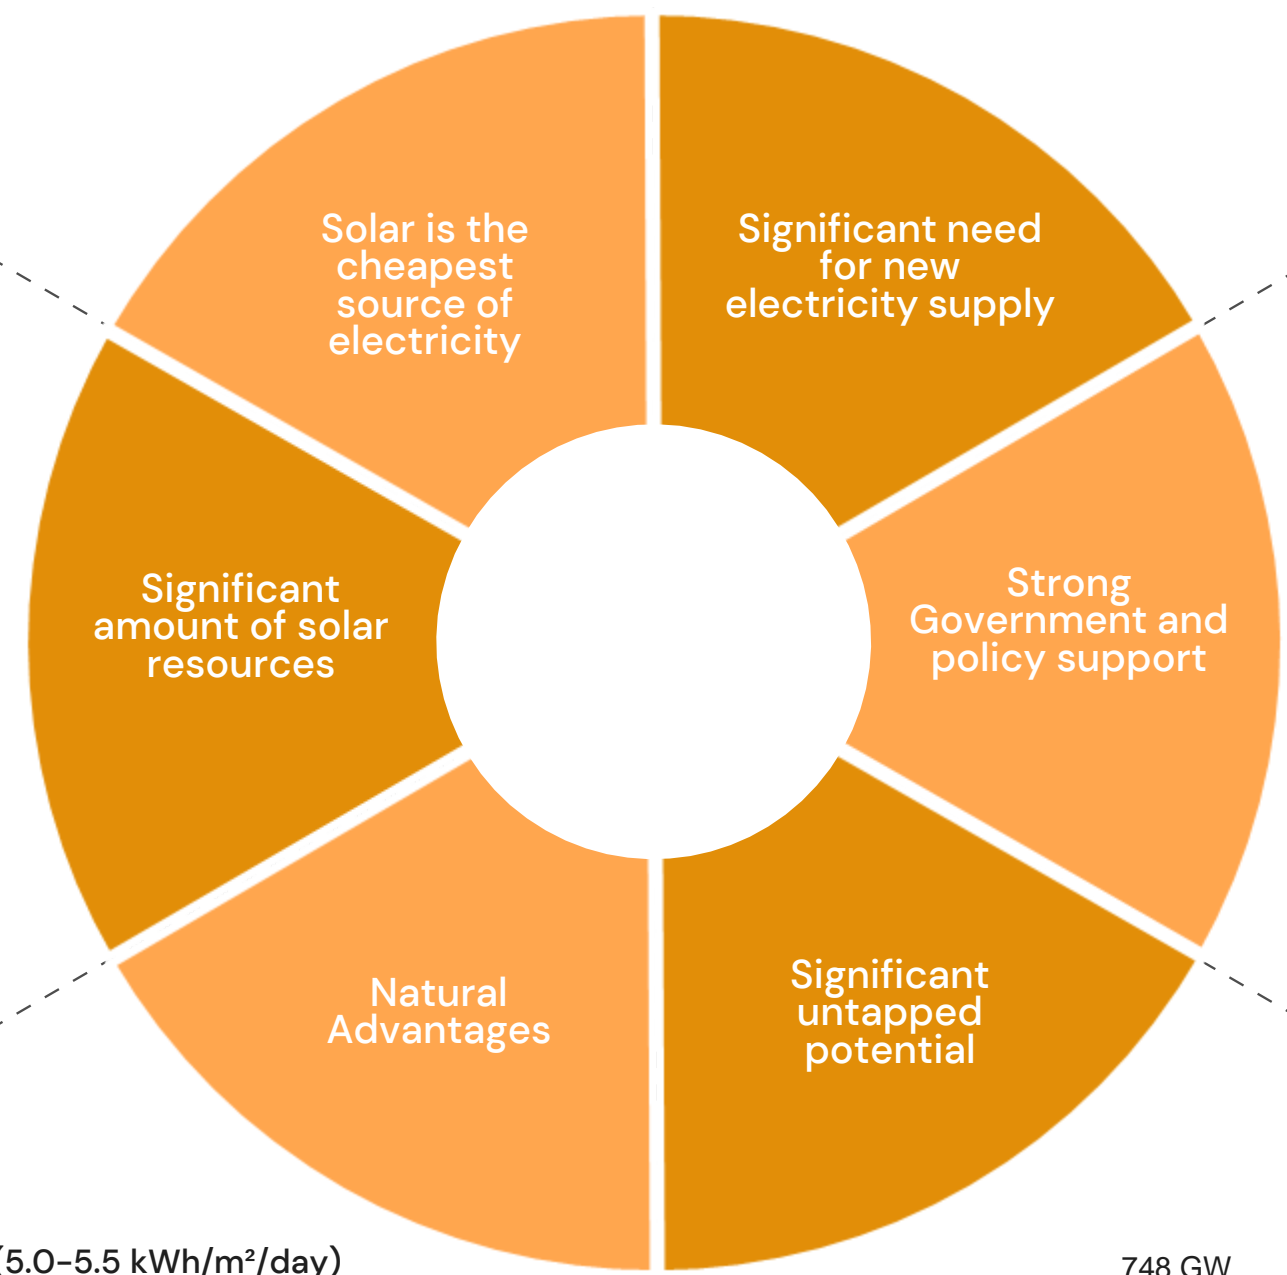 Solar is the
cheapest
source of
electricity
Significant need
for new
electricity supply
Significant
amount of solar
resources
Strong
Government and
policy support
Natural
Advantages
Significant
untapped
potential
(5.0-5.5 kWh/m²/day)
748 GW